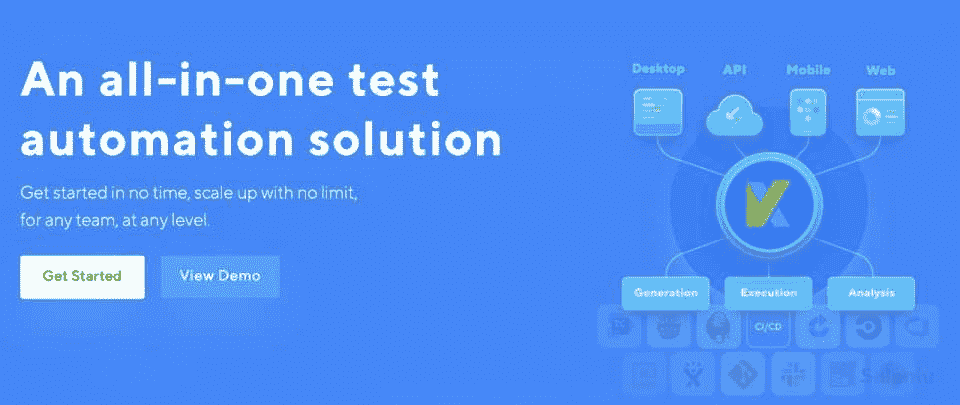 An all-in-one test
automation solution
Get started in no time, scale up with no limit,
for any team, at any level.
Get Started
View Demo
Desktop
API
Mobile
Web
Generation
Execution
Analysis
CI/CD